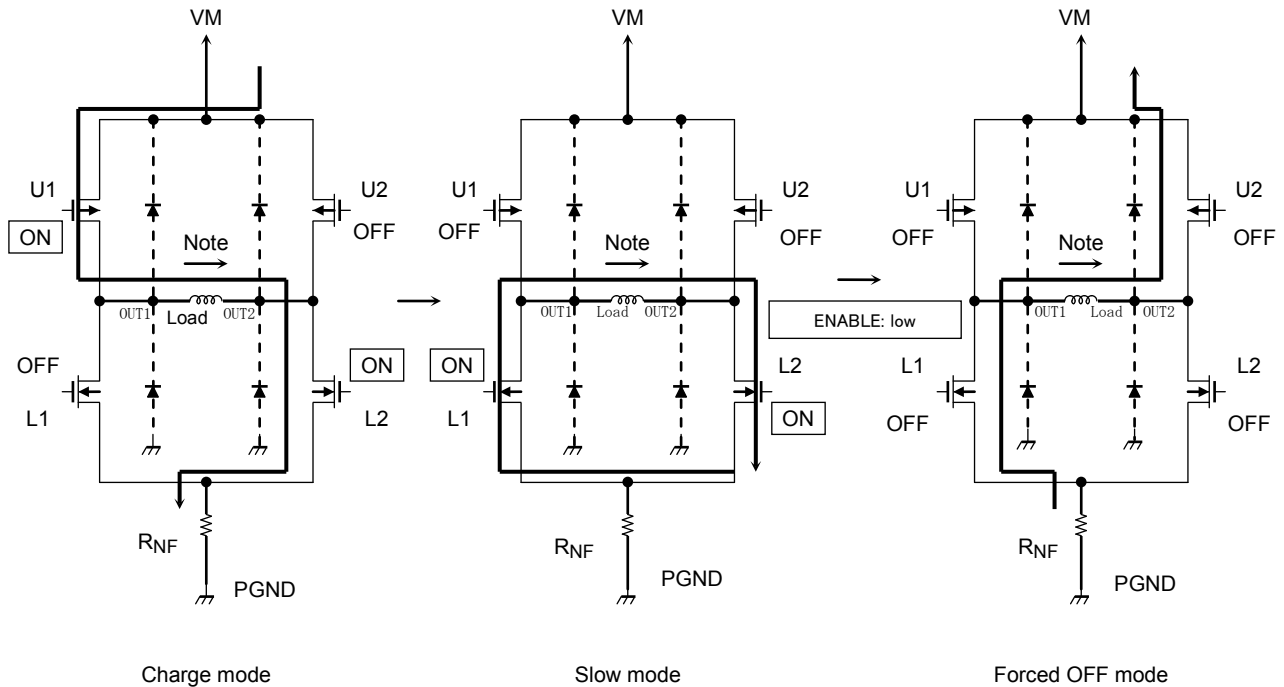 VM
U1
ON
U2
OFF
Note
OUT1
Load
OUT2
OFF
L1
ON
L2
RNF
PGND
Charge mode
VM
U1
OFF
U2
OFF
Note
OUT1
Load
OUT2
ON
L1
L2
ON
RNF
PGND
Slow mode
ENABLE: low
VM
U1
OFF
U2
OFF
Note
OUT1
Load
OUT2
L1
OFF
L2
OFF
RNF
PGND
Forced OFF mode